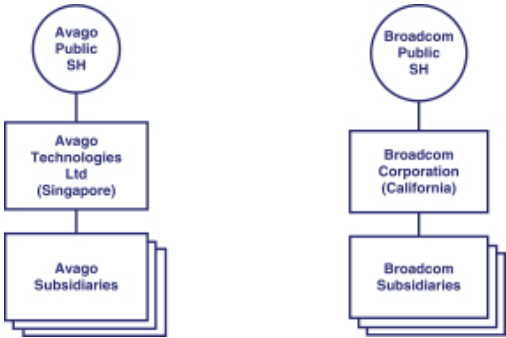 Avago
Public
SH
Avago
Technologies
Ltd
(Singapore)
Avago
Subsidiaries
Broadcom
Public
SH
Broadcom
Corporation
(California)
Broadcom
Subsidiaries